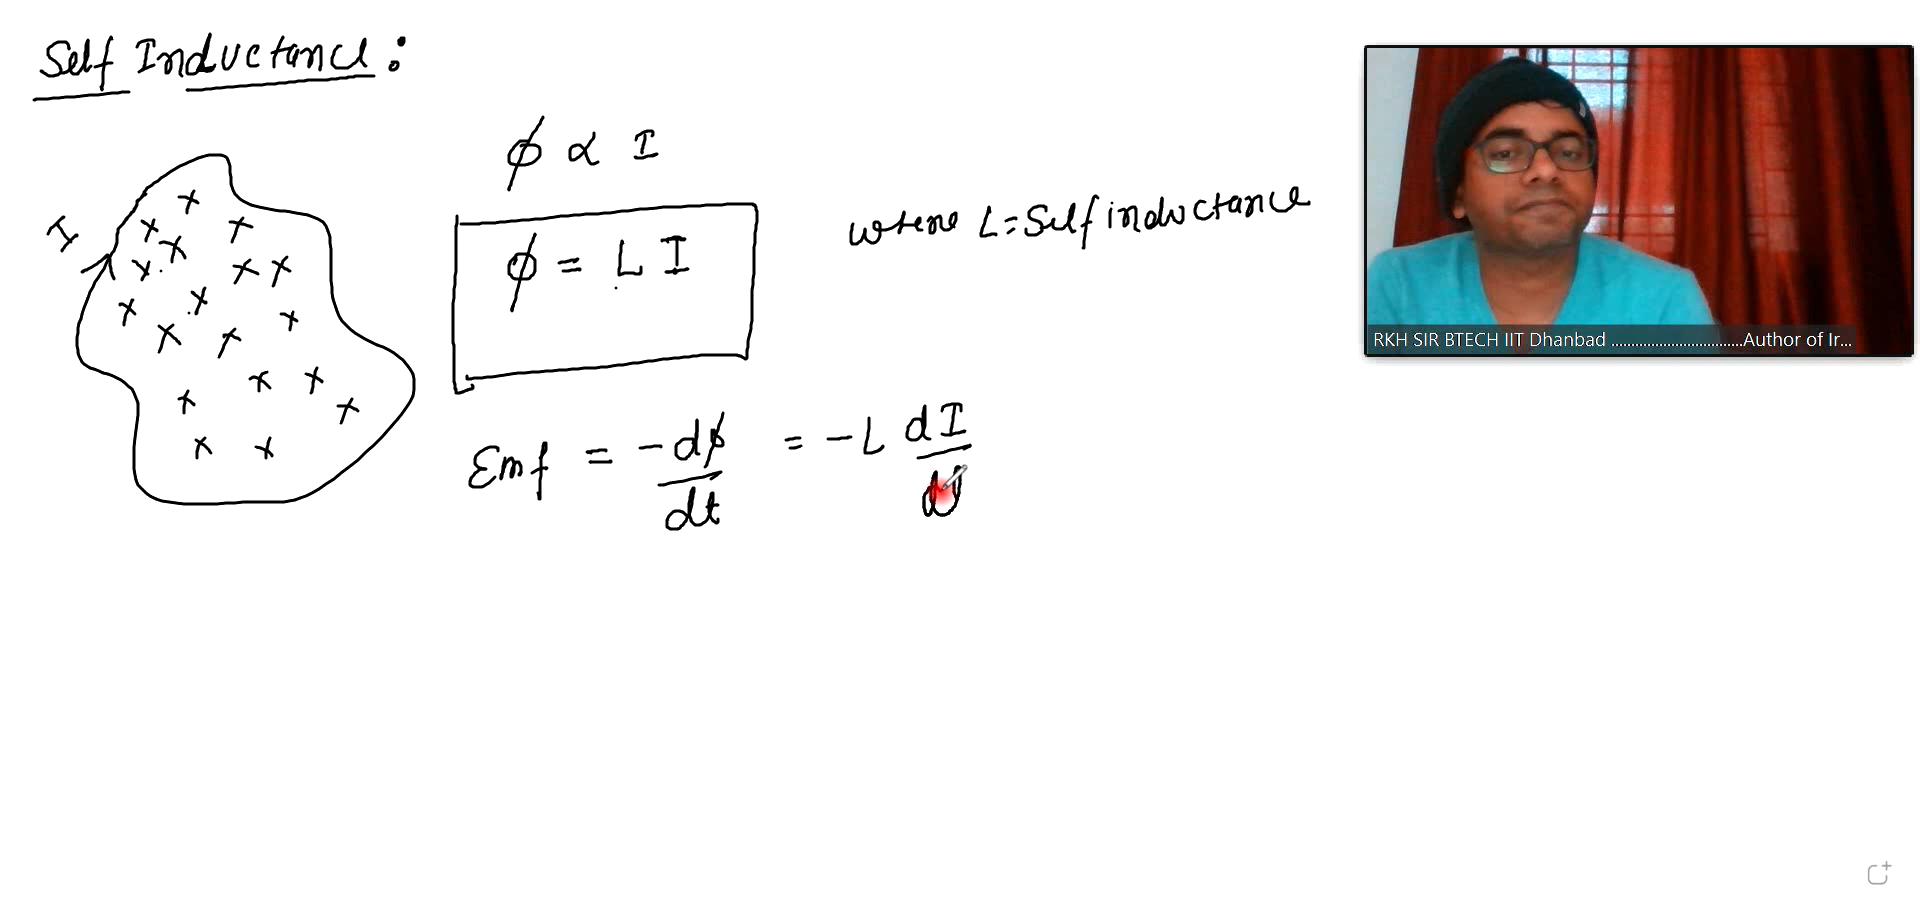 Self Inductance :
I
ϕ ∝ I
ϕ = L I
where L = Self inductance
Emf = -dϕ/dt = -L dI/dt
RKH SIR BTECH IIT Dhanbad .................................Author of Ir...